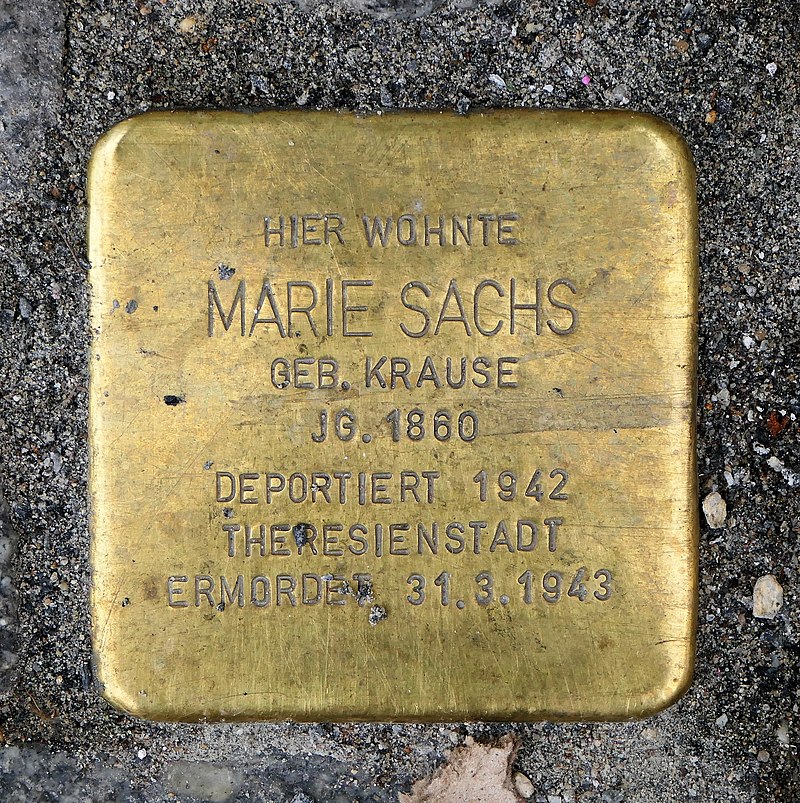 HIER WOHNTE
MARIE SACHS
GEB. KRAUSE
JG. 1860
DEPORTIERT 1942
THERESIENSTADT
ERMORDET 31.3.1943